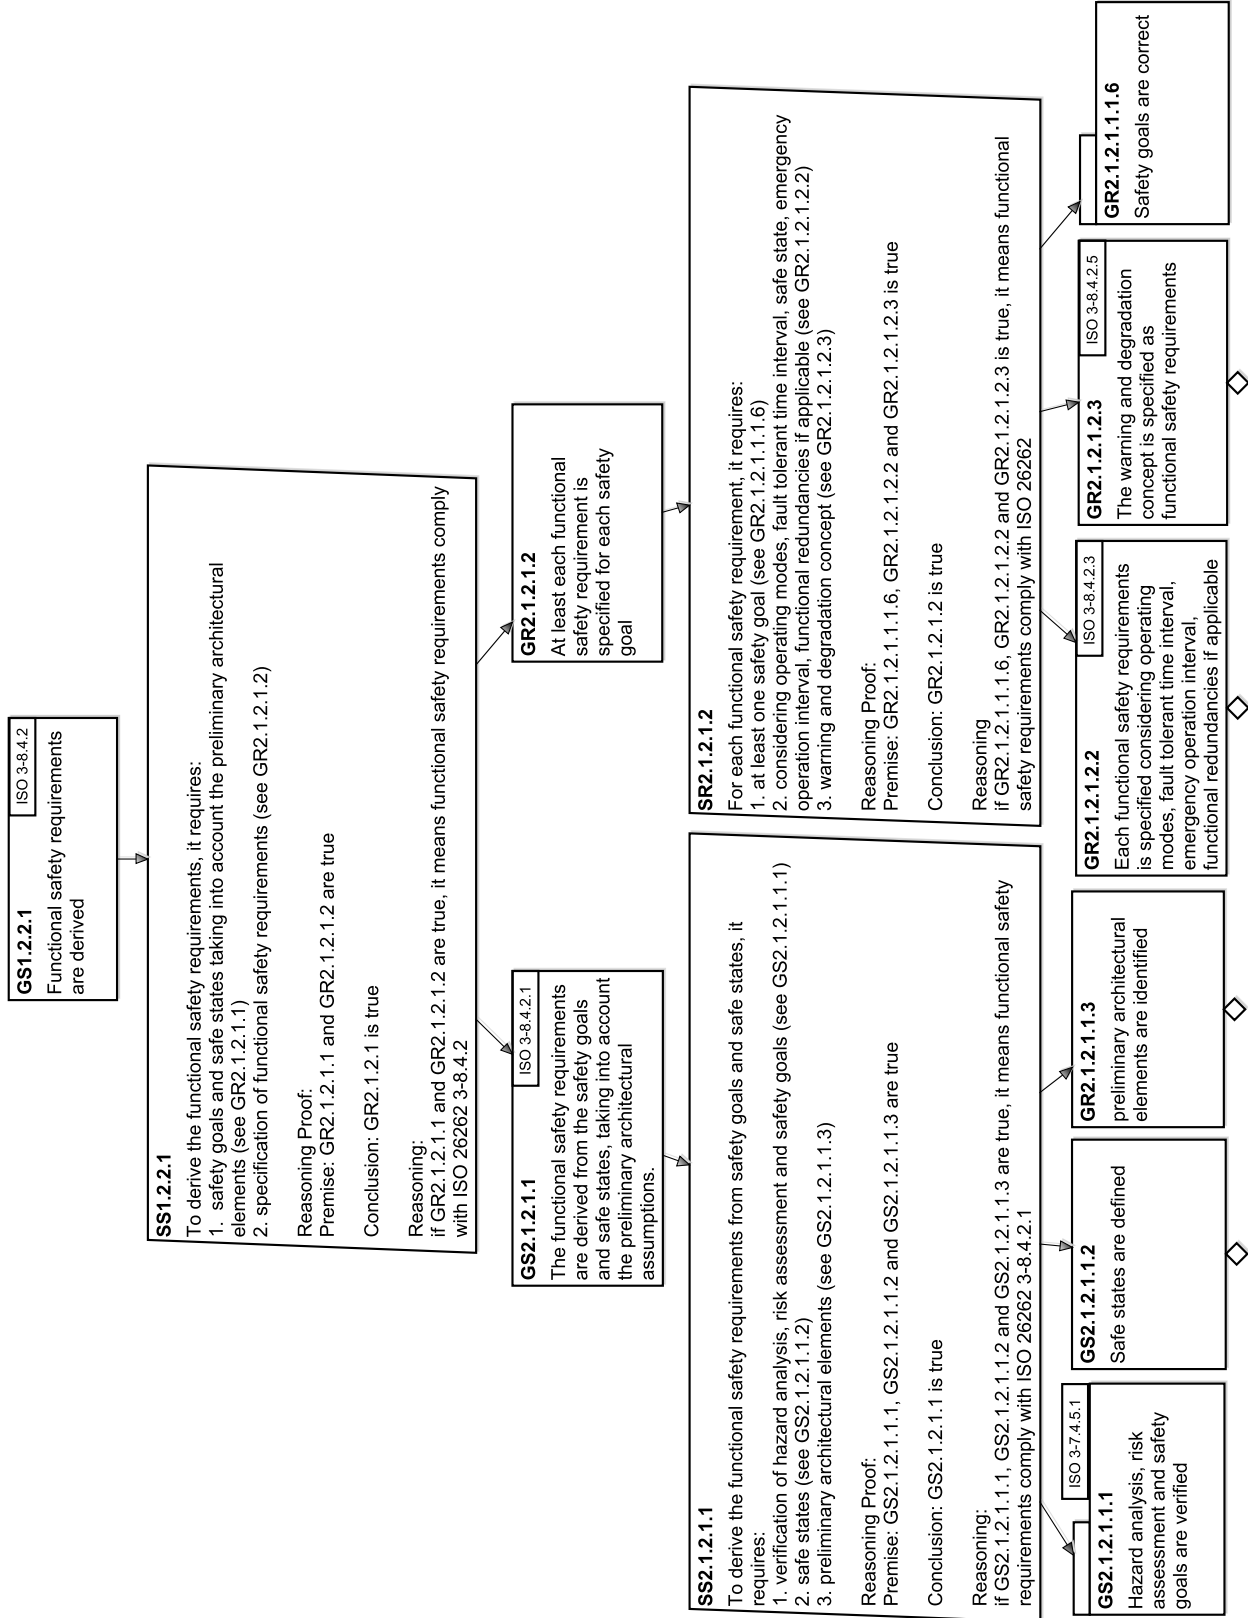 GS1.2.2.1
ISO 3-8.4.2
Functional safety requirements
are derived
SS1.2.2.1
To derive the functional safety requirements, it requires:
1. safety goals and safe states taking into account the preliminary architectural
elements (see GR2.1.2.1.1)
2. specification of functional safety requirements (see GR2.1.2.1.2)
Reasoning Proof:
Premise: GR2.1.2.1.1 and GR2.1.2.1.2 are true
Conclusion: GR2.1.2.1 is true
Reasoning:
if GR2.1.2.1.1 and GR2.1.2.1.2 are true, it means functional safety requirements comply
with ISO 26262 3-8.4.2
GS2.1.2.1.1
ISO 3-8.4.2.1
The functional safety requirements
are derived from the safety goals
and safe states, taking into account
the preliminary architectural
assumptions.
GR2.1.2.1.2
At least each functional
safety requirement is
specified for each safety
goal
SS2.1.2.1.1
To derive the functional safety requirements from safety goals and safe states, it
requires:
1. verification of hazard analysis, risk assessment and safety goals (see GS2.1.2.1.1.1)
2. safe states (see GS2.1.2.1.1.2)
3. preliminary architectural elements (see GS2.1.2.1.1.3)
Reasoning Proof:
Premise: GS2.1.2.1.1.1, GS2.1.2.1.1.2 and GS2.1.2.1.1.3 are true
Conclusion: GS2.1.2.1.1 is true
Reasoning:
if GS2.1.2.1.1.1, GS2.1.2.1.1.2 and GS2.1.2.1.1.3 are true, it means functional safety
requirements comply with ISO 26262 3-8.4.2.1
SR2.1.2.1.2
For each functional safety requirement, it requires:
1. at least one safety goal (see GR2.1.2.1.1.1.6)
2. considering operating modes, fault tolerant time interval, safe state, emergency
operation interval, functional redundancies if applicable (see GR2.1.2.1.2.2)
3. warning and degradation concept (see GR2.1.2.1.2.3)
Reasoning Proof:
Premise: GR2.1.2.1.1.1.6, GR2.1.2.1.2.2 and GR2.1.2.1.2.3 is true
Conclusion: GR2.1.2.1.2 is true
Reasoning
if GR2.1.2.1.1.1.6, GR2.1.2.1.2.2 and GR2.1.2.1.2.3 is true, it means functional
safety requirements comply with ISO 26262
ISO 3-7.4.5.1
GS2.1.2.1.1.1
Hazard analysis, risk
assessment and safety
goals are verified
GS2.1.2.1.1.2
Safe states are defined
GR2.1.2.1.1.3
preliminary architectural
elements are identified
ISO 3-8.4.2.3
GR2.1.2.1.2.2
Each functional safety requirements
is specified considering operating
modes, fault tolerant time interval,
emergency operation interval,
functional redundancies if applicable
ISO 3-8.4.2.5
GR2.1.2.1.2.3
The warning and degradation
concept is specified as
functional safety requirements
GR2.1.2.1.1.1.6
Safety goals are correct